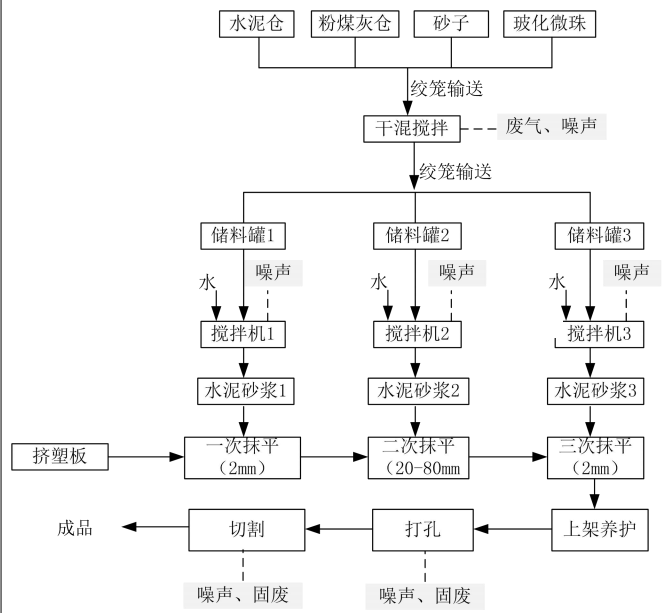 水泥仓 粉煤灰仓 砂子 玻化微珠
绞笼输送
干混搅拌 废气、噪声
绞笼输送
储料罐1 储料罐2 储料罐3
噪声 噪声 噪声
水 水 水
搅拌机1 搅拌机2 搅拌机3
水泥砂浆1 水泥砂浆2 水泥砂浆3
挤塑板
一次抹平
（2mm）
二次抹平
（20-80mm
三次抹平
（2mm）
成品 切割 打孔 上架养护
噪声、固废 噪声、固废